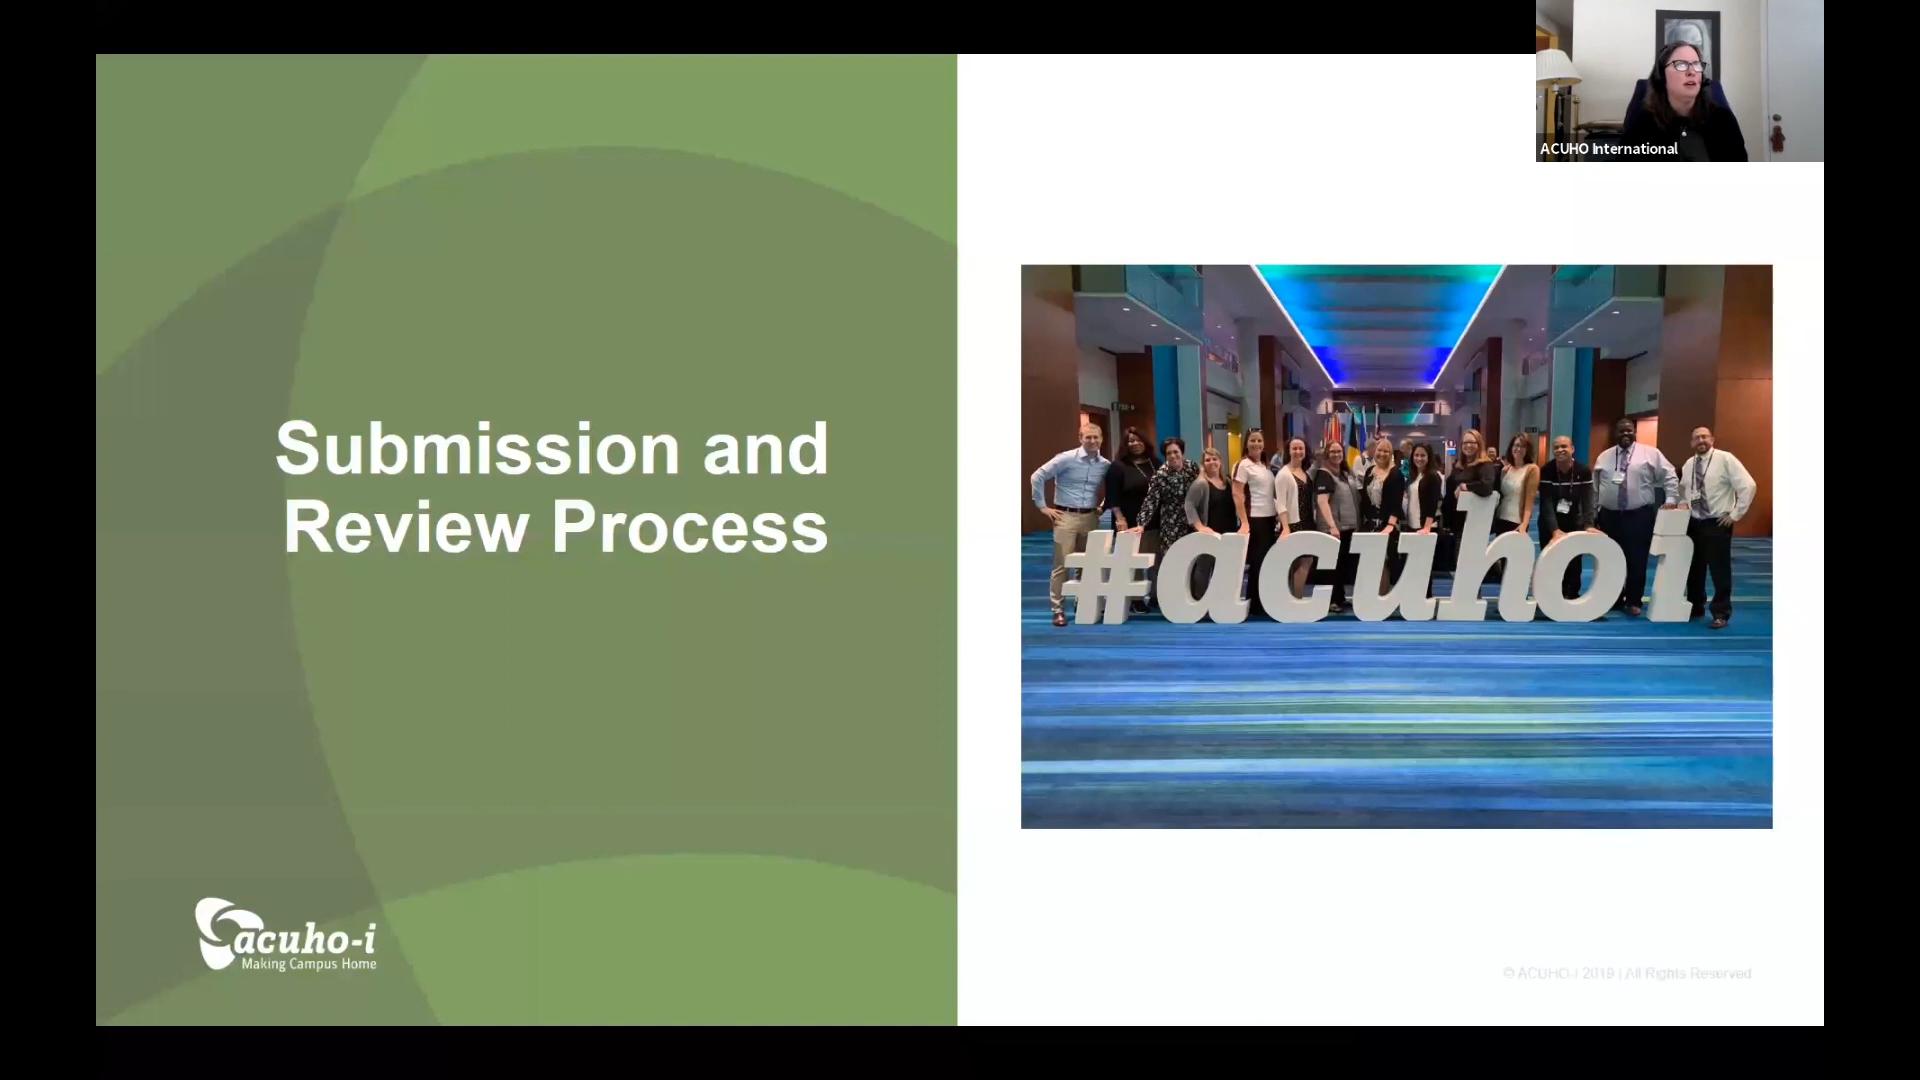 ACUHO International
Submission and
Review Process
#acuhoi
acuho-i
Making Campus Home
© ACUHO-I 2019 | All Rights Reserved